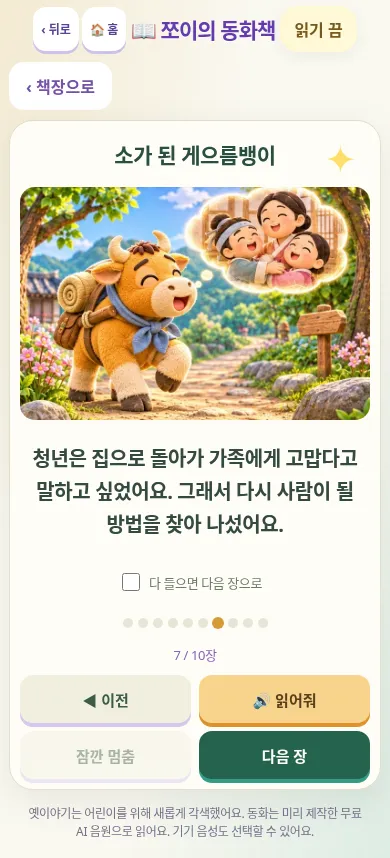 ‹ 뒤로
🏠 홈
📖 쪼이의 동화책
읽기 끔
‹ 책장으로
소가 된 게으름뱅이
청년은 집으로 돌아가 가족에게 고맙다고
말하고 싶었어요. 그래서 다시 사람이 될
방법을 찾아 나섰어요.
다 들으면 다음 장으로
7 / 10장
◀ 이전
🔊 읽어줘
잠깐 멈춤
다음 장
옛이야기는 어린이를 위해 새롭게 각색했어요. 동화는 미리 제작한 무료
AI 음원으로 읽어요. 기기 음성도 선택할 수 있어요.